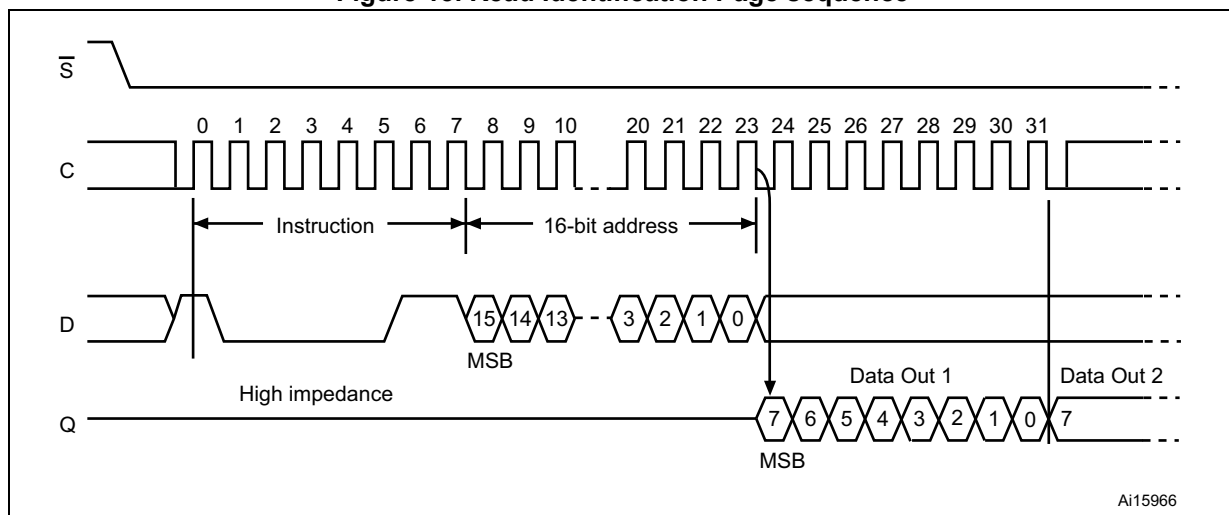 Figure 16. Read Identification Page sequence
S
0 1 2 3 4 5 6 7 8 9 10 20 21 22 23 24 25 26 27 28 29 30 31
C
Instruction 16-bit address
D 15 14 13 3 2 1 0
MSB
High impedance Data Out 1 Data Out 2
Q 7 6 5 4 3 2 1 0 7
MSB
Ai15966